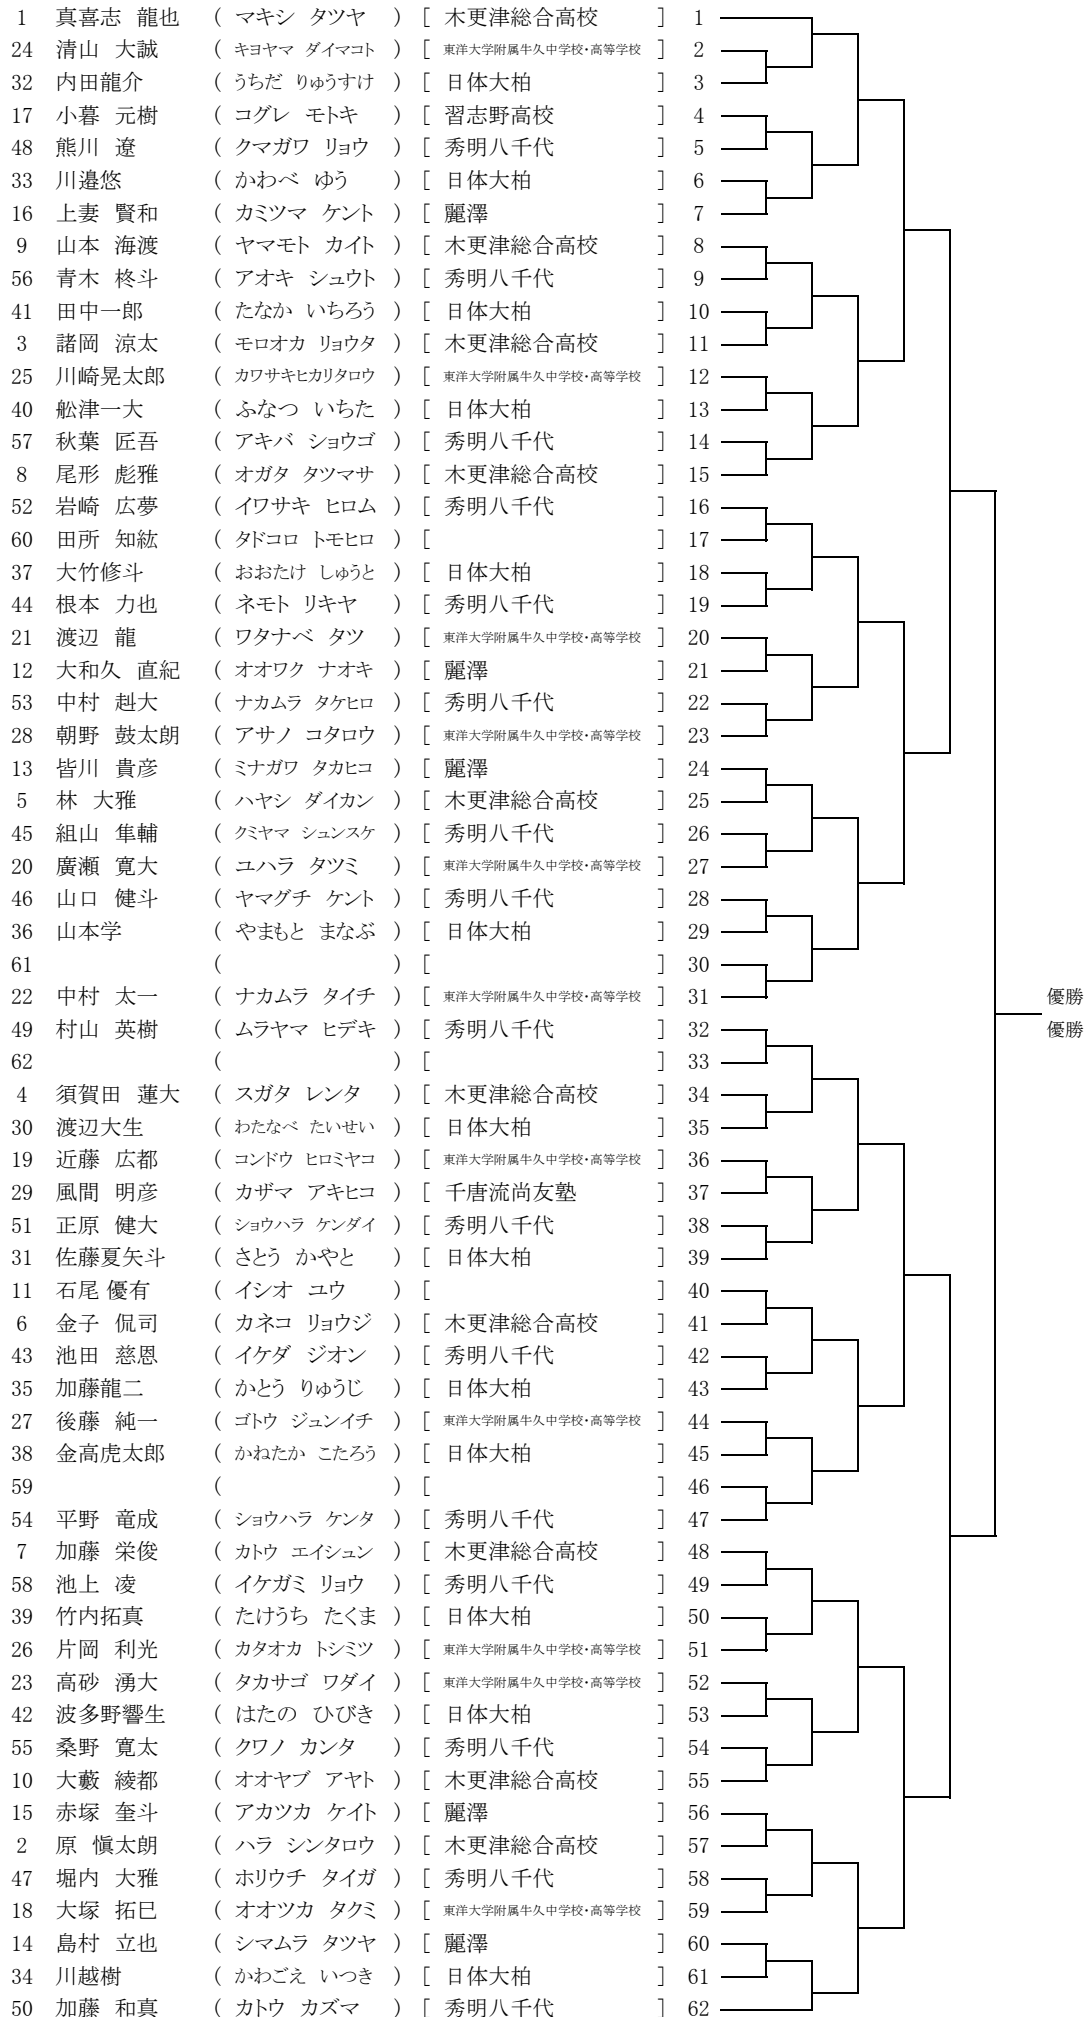 1 真喜志 龍也 ( マキシ タツヤ ) [ 木更津総合高校 ] 1
24 清山 大誠 ( キヨヤマ ダイマコト ) [ 東洋大学附属牛久中学校・高等学校 ] 2
32 内田龍介 ( うちだ りゅうすけ ) [ 日体大柏 ] 3
17 小暮 元樹 ( コグレ モトキ ) [ 習志野高校 ] 4
48 熊川 遼 ( クマガワ リョウ ) [ 秀明八千代 ] 5
33 川邉悠 ( かわべ ゆう ) [ 日体大柏 ] 6
16 上妻 賢和 ( カミツマ ケント ) [ 麗澤 ] 7
9 山本 海渡 ( ヤマモト カイト ) [ 木更津総合高校 ] 8
56 青木 柊斗 ( アオキ シュウト ) [ 秀明八千代 ] 9
41 田中一郎 ( たなか いちろう ) [ 日体大柏 ] 10
3 諸岡 涼太 ( モロオカ リョウタ ) [ 木更津総合高校 ] 11
25 川崎晃太郎 ( カワサキヒカリタロウ ) [ 東洋大学附属牛久中学校・高等学校 ] 12
40 舩津一大 ( ふなつ いちた ) [ 日体大柏 ] 13
57 秋葉 匠吾 ( アキバ ショウゴ ) [ 秀明八千代 ] 14
8 尾形 彪雅 ( オガタ タツマサ ) [ 木更津総合高校 ] 15
52 岩崎 広夢 ( イワサキ ヒロム ) [ 秀明八千代 ] 16
60 田所 知紘 ( タドコロ トモヒロ ) [ ] 17
37 大竹修斗 ( おおたけ しゅうと ) [ 日体大柏 ] 18
44 根本 力也 ( ネモト リキヤ ) [ 秀明八千代 ] 19
21 渡辺 龍 ( ワタナベ タツ ) [ 東洋大学附属牛久中学校・高等学校 ] 20
12 大和久 直紀 ( オオワク ナオキ ) [ 麗澤 ] 21
53 中村 赳大 ( ナカムラ タケヒロ ) [ 秀明八千代 ] 22
28 朝野 鼓太朗 ( アサノ コタロウ ) [ 東洋大学附属牛久中学校・高等学校 ] 23
13 皆川 貴彦 ( ミナガワ タカヒコ ) [ 麗澤 ] 24
5 林 大雅 ( ハヤシ ダイカン ) [ 木更津総合高校 ] 25
45 組山 隼輔 ( クミヤマ シュンスケ ) [ 秀明八千代 ] 26
20 廣瀬 寛大 ( ユハラ タツミ ) [ 東洋大学附属牛久中学校・高等学校 ] 27
46 山口 健斗 ( ヤマグチ ケント ) [ 秀明八千代 ] 28
36 山本学 ( やまもと まなぶ ) [ 日体大柏 ] 29
61 ( ) [ ] 30
22 中村 太一 ( ナカムラ タイチ ) [ 東洋大学附属牛久中学校・高等学校 ] 31
優勝
49 村山 英樹 ( ムラヤマ ヒデキ ) [ 秀明八千代 ] 32
優勝
62 ( ) [ ] 33
4 須賀田 蓮大 ( スガタ レンタ ) [ 木更津総合高校 ] 34
30 渡辺大生 ( わたなべ たいせい ) [ 日体大柏 ] 35
19 近藤 広都 ( コンドウ ヒロミヤコ ) [ 東洋大学附属牛久中学校・高等学校 ] 36
29 風間 明彦 ( カザマ アキヒコ ) [ 千唐流尚友塾 ] 37
51 正原 健大 ( ショウハラ ケンダイ ) [ 秀明八千代 ] 38
31 佐藤夏矢斗 ( さとう かやと ) [ 日体大柏 ] 39
11 石尾 優有 ( イシオ ユウ ) [ ] 40
6 金子 侃司 ( カネコ リョウジ ) [ 木更津総合高校 ] 41
43 池田 慈恩 ( イケダ ジオン ) [ 秀明八千代 ] 42
35 加藤龍二 ( かとう りゅうじ ) [ 日体大柏 ] 43
27 後藤 純一 ( ゴトウ ジュンイチ ) [ 東洋大学附属牛久中学校・高等学校 ] 44
38 金高虎太郎 ( かねたか こたろう ) [ 日体大柏 ] 45
59 ( ) [ ] 46
54 平野 竜成 ( ショウハラ ケンタ ) [ 秀明八千代 ] 47
7 加藤 栄俊 ( カトウ エイシュン ) [ 木更津総合高校 ] 48
58 池上 凌 ( イケガミ リョウ ) [ 秀明八千代 ] 49
39 竹内拓真 ( たけうち たくま ) [ 日体大柏 ] 50
26 片岡 利光 ( カタオカ トシミツ ) [ 東洋大学附属牛久中学校・高等学校 ] 51
23 高砂 湧大 ( タカサゴ ワダイ ) [ 東洋大学附属牛久中学校・高等学校 ] 52
42 波多野響生 ( はたの ひびき ) [ 日体大柏 ] 53
55 桑野 寛太 ( クワノ カンタ ) [ 秀明八千代 ] 54
10 大藪 綾都 ( オオヤブ アヤト ) [ 木更津総合高校 ] 55
15 赤塚 奎斗 ( アカツカ ケイト ) [ 麗澤 ] 56
2 原 愼太朗 ( ハラ シンタロウ ) [ 木更津総合高校 ] 57
47 堀内 大雅 ( ホリウチ タイガ ) [ 秀明八千代 ] 58
18 大塚 拓巳 ( オオツカ タクミ ) [ 東洋大学附属牛久中学校・高等学校 ] 59
14 島村 立也 ( シマムラ タツヤ ) [ 麗澤 ] 60
34 川越樹 ( かわごえ いつき ) [ 日体大柏 ] 61
50 加藤 和真 ( カトウ カズマ ) [ 秀明八千代 ] 62